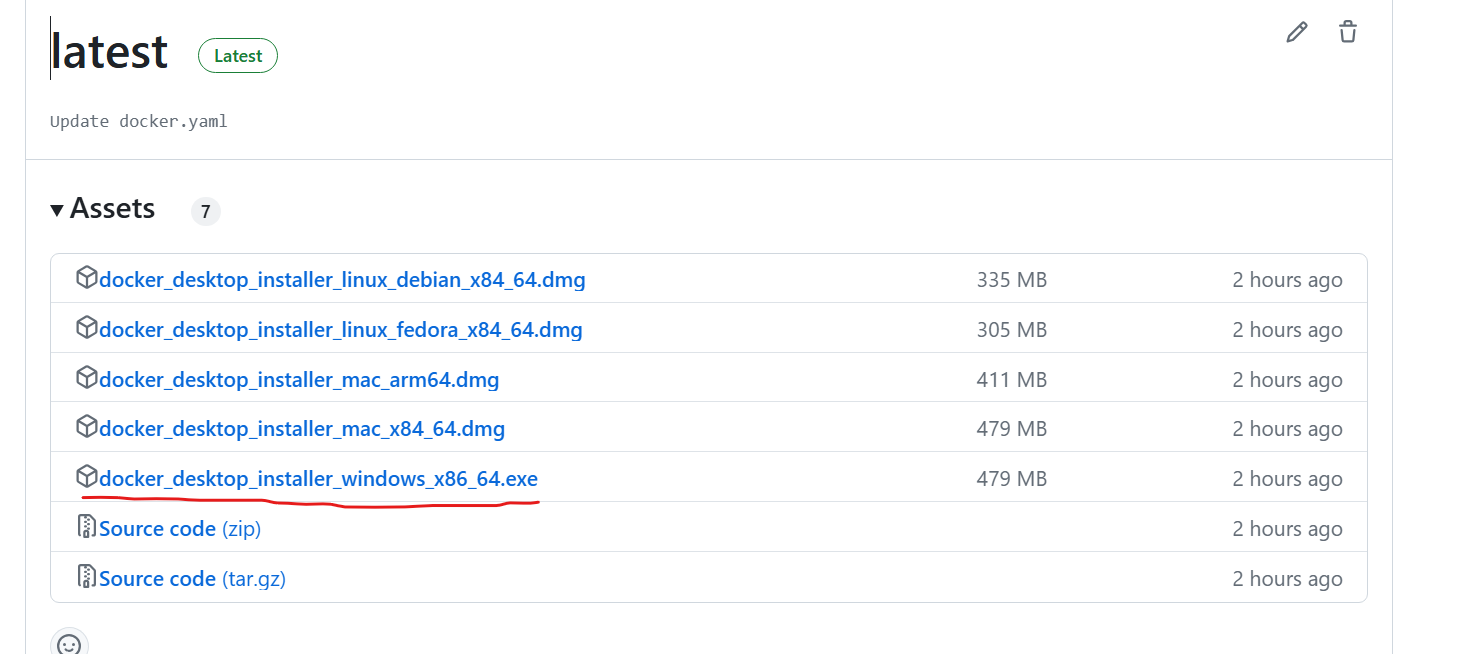 latest Latest
Update docker.yaml
Assets 7
docker_desktop_installer_linux_debian_x84_64.dmg 335 MB 2 hours ago
docker_desktop_installer_linux_fedora_x84_64.dmg 305 MB 2 hours ago
docker_desktop_installer_mac_arm64.dmg 411 MB 2 hours ago
docker_desktop_installer_mac_x84_64.dmg 479 MB 2 hours ago
docker_desktop_installer_windows_x86_64.exe 479 MB 2 hours ago
Source code (zip) 2 hours ago
Source code (tar.gz) 2 hours ago